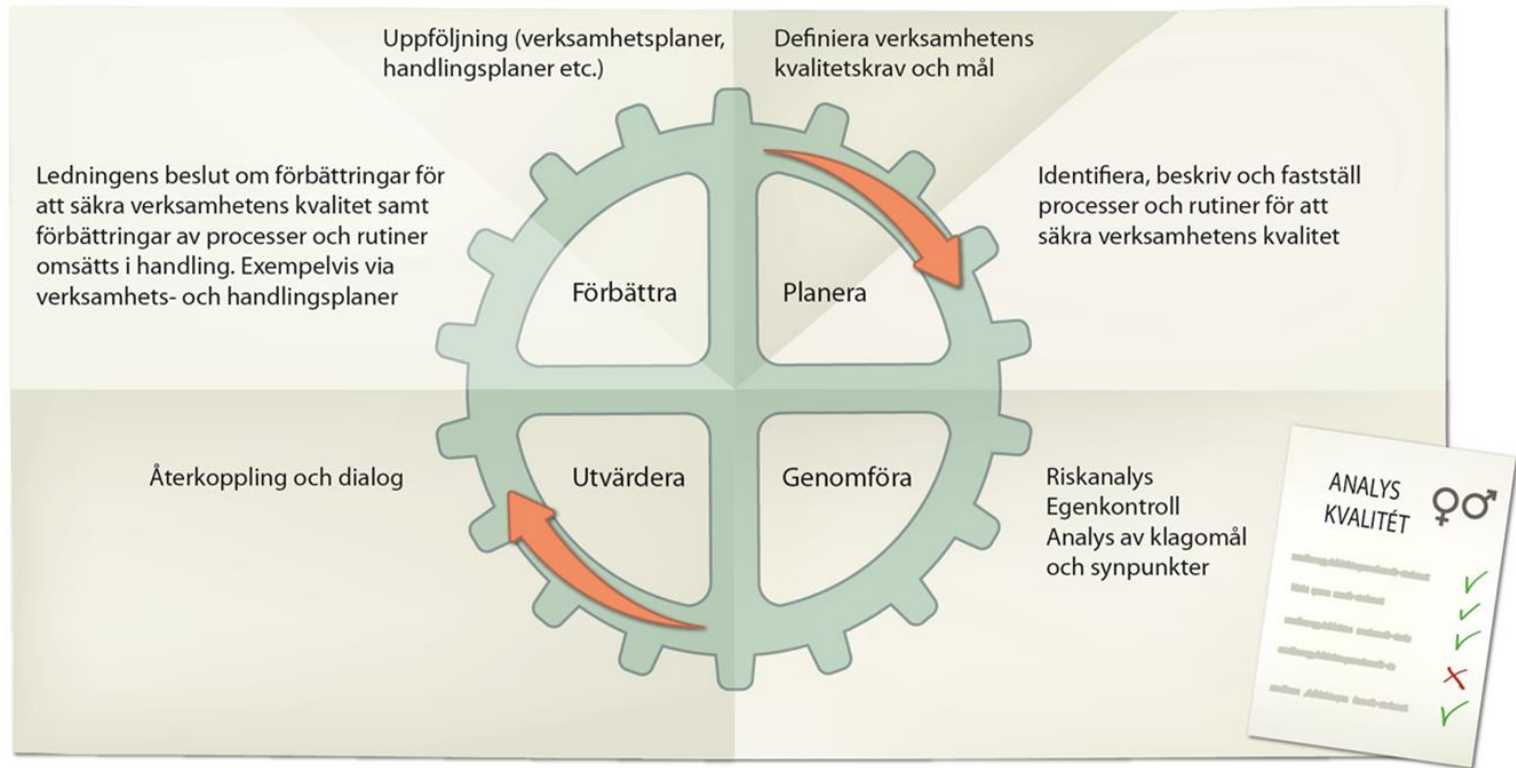 Uppföljning (verksamhetsplaner,
handlingsplaner etc.)
Definiera verksamhetens
kvalitetskrav och mål
Ledningens beslut om förbättringar för
att säkra verksamhetens kvalitet samt
förbättringar av processer och rutiner
omsätts i handling. Exempelvis via
verksamhets- och handlingsplaner
Identifiera, beskriv och fastställ
processer och rutiner för att
säkra verksamhetens kvalitet
Förbättra
Planera
Återkoppling och dialog
Utvärdera
Genomföra
Riskanalys
Egenkontroll
Analys av klagomål
och synpunkter
ANALYS
KVALITÉT